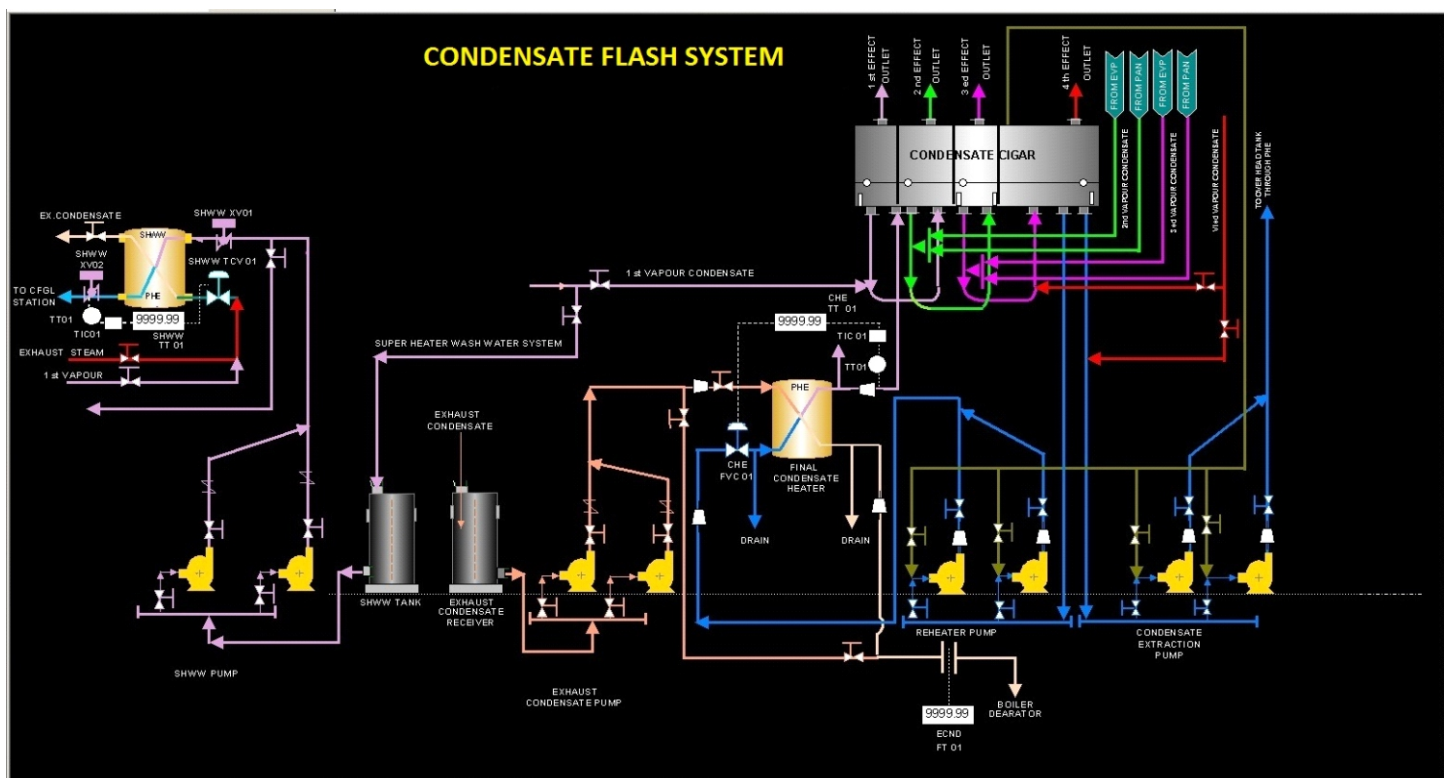 CONDENSATE FLASH SYSTEM
1 st EFFECT
OUTLET
2 nd EFFECT
OUTLET
3 ed EFFECT
OUTLET
4 th EFFECT
OUTLET
FROM EVP
FROM PAN
FROM EVP
FROM PAN
CONDENSATE CIGAR
2nd VAPOUR CONDENSATE
3 ed VAPOUR CONDENSATE
TO OVER HEAD TANK
THROUGH PHE
EX.CONDENSATE
SHWW XV01
SHWW
SHWW
XV02
SHWW TCV 01
TO CFGL
STATION
PHE
TT01
TIC01
9999.99
SHWW
TT 01
EXHAUST STEAM
1 st VAPOUR
1 st VAPOUR CONDENSATE
CHE
TT 01
9999.99
TIC 01
TT01
SUPER HEATER WASH WATER SYSTEM
PHE
EXHAUST
CONDENSATE
CHE
FVC 01
FINAL
CONDENSATE
HEATER
DRAIN
DRAIN
SHWW TANK
EXHAUST
CONDENSATE
RECEIVER
REHEATER PUMP
CONDENSATE
EXTRACTION
PUMP
SHWW PUMP
EXHAUST
CONDENSATE PUMP
BOILER
DEARATOR
9999.99
ECND
FT 01